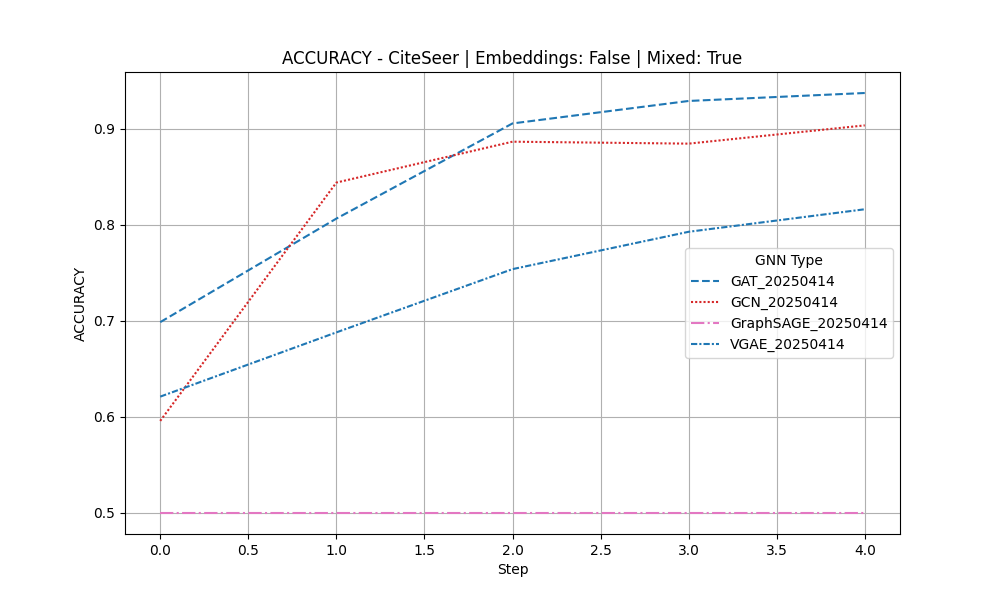 ACCURACY - CiteSeer | Embeddings: False | Mixed: True
ACCURACY
0.9
0.8
0.7
0.6
0.5
GNN Type
GAT_20250414
GCN_20250414
GraphSAGE_20250414
VGAE_20250414
0.0 0.5 1.0 1.5 2.0 2.5 3.0 3.5 4.0
Step